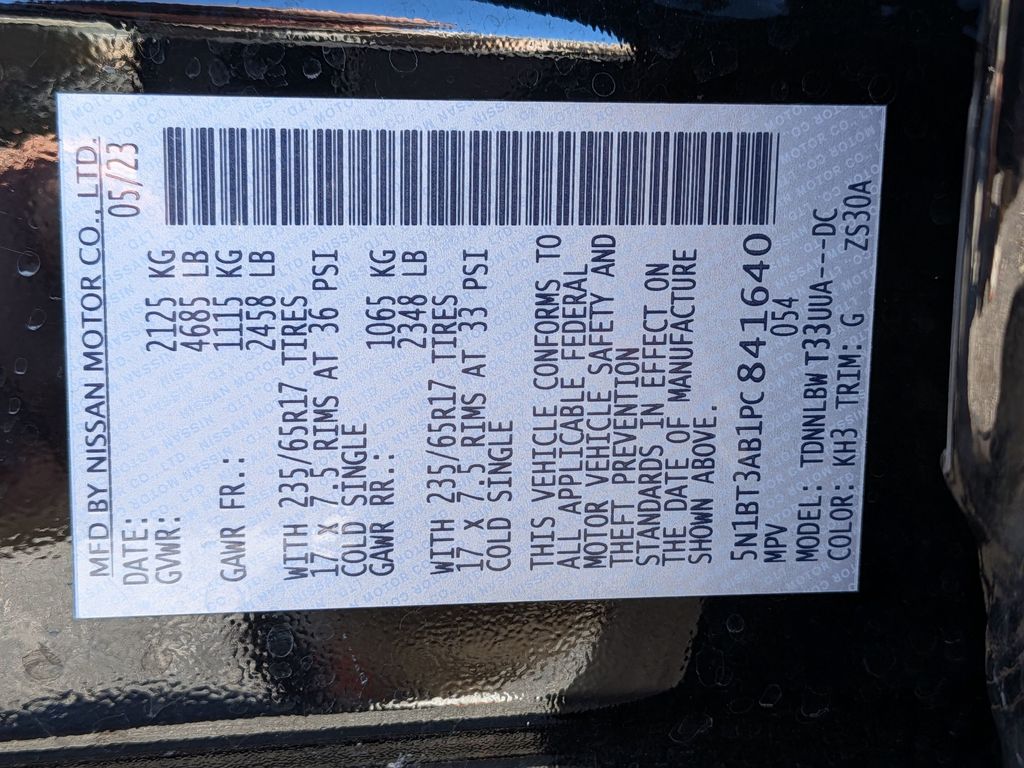 MFD BY NISSAN MOTOR CO., LTD.
DATE: 05/23
GVWR: 2125 KG
4685 LB
GAWR FR.: 1115 KG
2458 LB
WITH 235/65R17 TIRES
17 X 7.5 RIMS AT 36 PSI
COLD SINGLE
GAWR RR.: 1065 KG
2348 LB
WITH 235/65R17 TIRES
17 X 7.5 RIMS AT 33 PSI
COLD SINGLE
THIS VEHICLE CONFORMS TO
ALL APPLICABLE FEDERAL
MOTOR VEHICLE SAFETY AND
THEFT PREVENTION
STANDARDS IN EFFECT ON
THE DATE OF MANUFACTURE
SHOWN ABOVE.
5N1BT3AB1PC841640
MPV 054
MODEL: TDNNLBW T33UUA---DC
COLOR: KH3 TRIM: G ZS30A